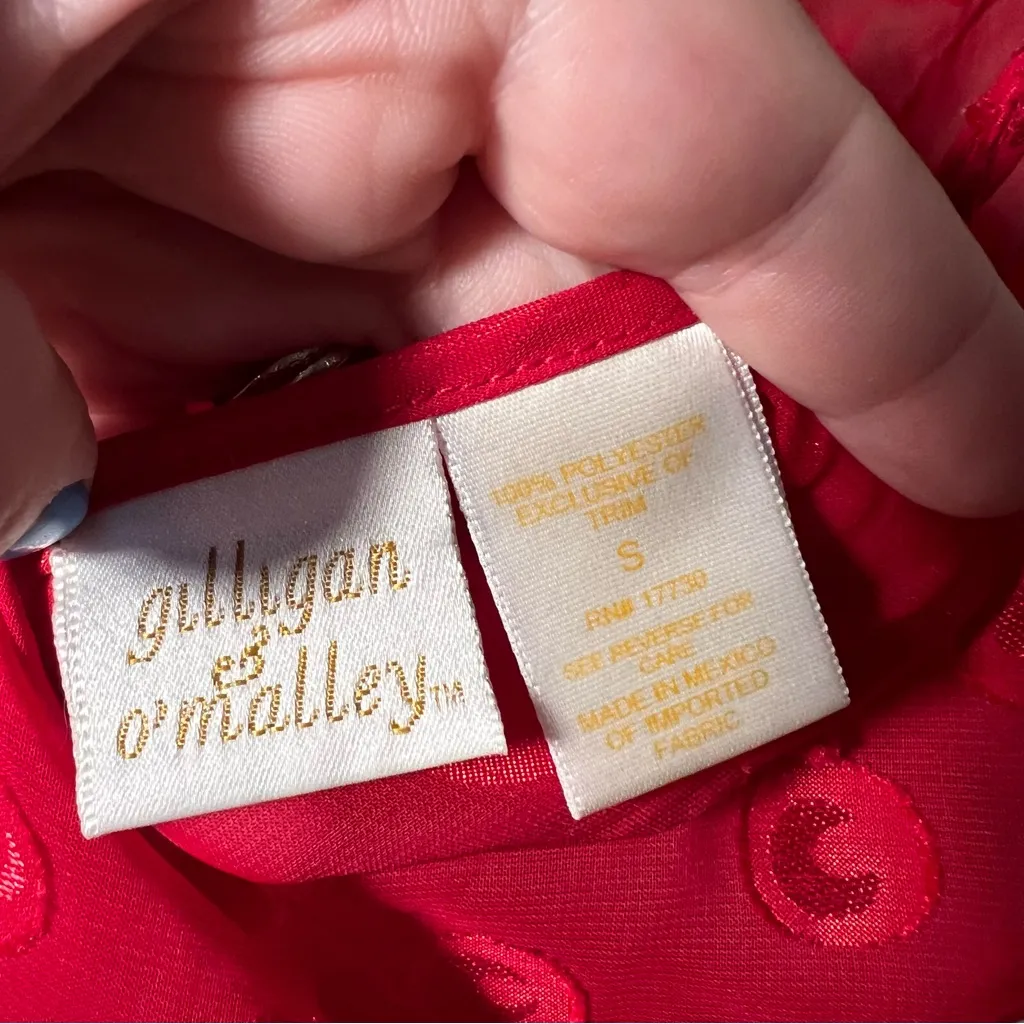 gilligan
&
o'malley™
100% POLYESTER
EXCLUSIVE OF
TRIM
S
RN# 17730
SEE REVERSE FOR
CARE
MADE IN MEXICO
OF IMPORTED
FABRIC